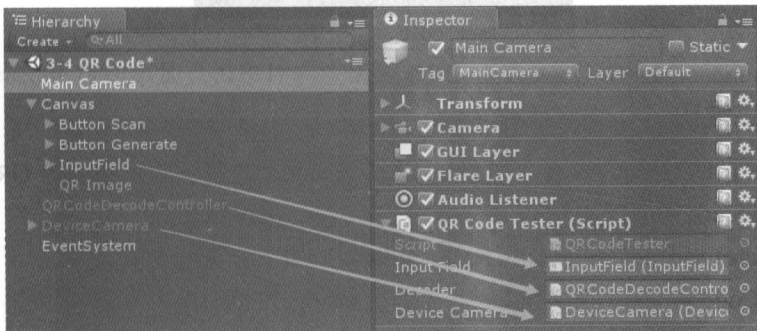 Hierarchy
Create
All
3-4 QR Code*
Main Camera
Canvas
Button Scan
Button Generate
InputField
QR Image
QRCodeDecodeController
DeviceCamera
EventSystem
Inspector
Main Camera
Static
Tag
MainCamera
Layer
Default
Transform
Camera
GUI Layer
Flare Layer
Audio Listener
QR Code Tester (Script)
Script
QRCodeTester
Input Field
InputField (InputField)
Decoder
QRCodeDecodeContro
Device Camera
DeviceCamera (Devic